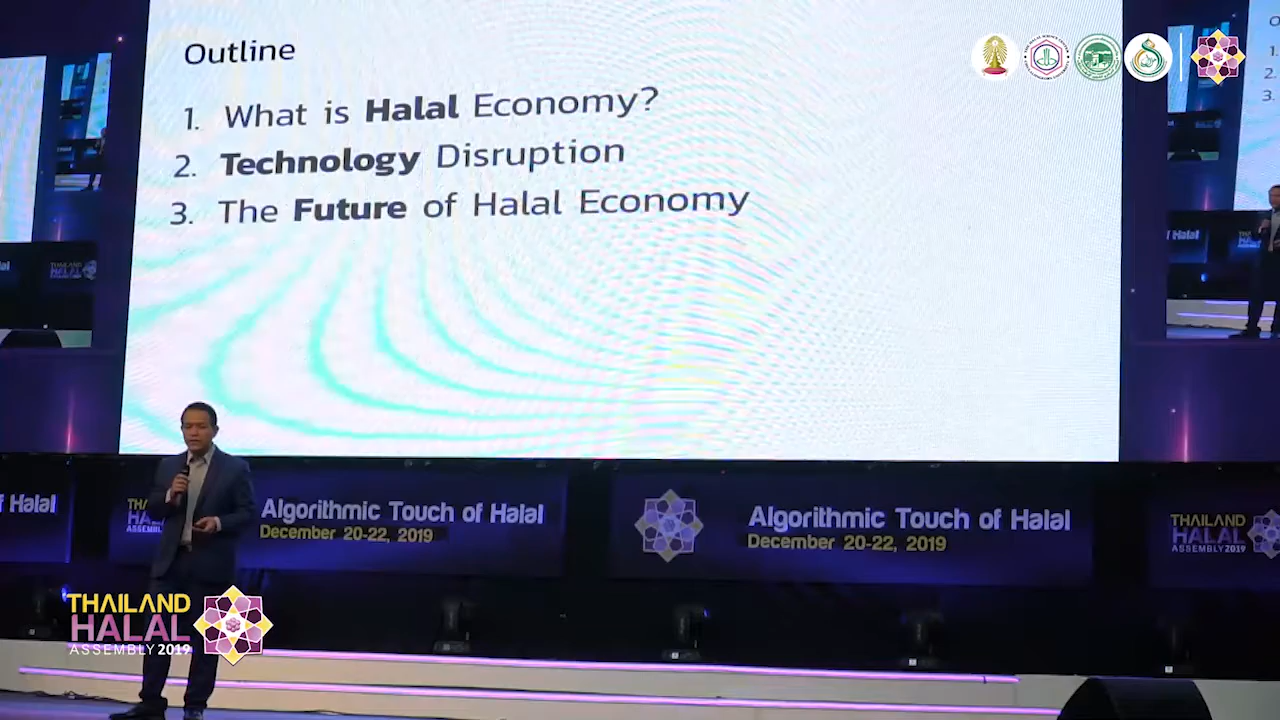 Outline
1. What is Halal Economy?
2. Technology Disruption
3. The Future of Halal Economy
Algorithmic Touch of Halal
December 20-22, 2019
Algorithmic Touch of Halal
December 20-22, 2019
f Halal
THAILAND
HALAL
ASSEMBLY 2019
THAILAND
HALAL
ASSEMBLY 2019
f Halal